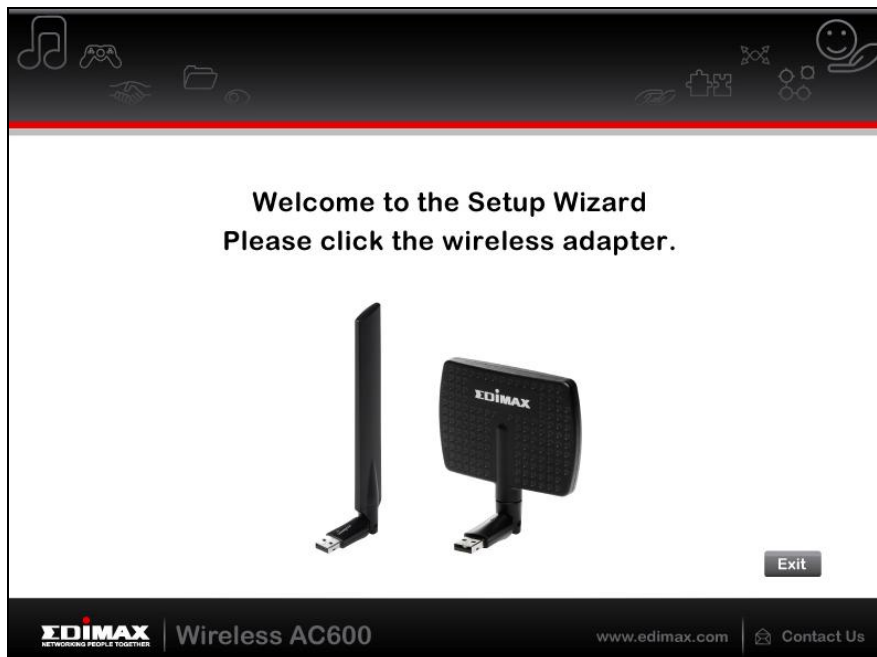 Welcome to the Setup Wizard
Please click the wireless adapter.
EDIMAX
Exit
EDIMAX
NETWORKING PEOPLE TOGETHER
Wireless AC600
www.edimax.com
Contact Us